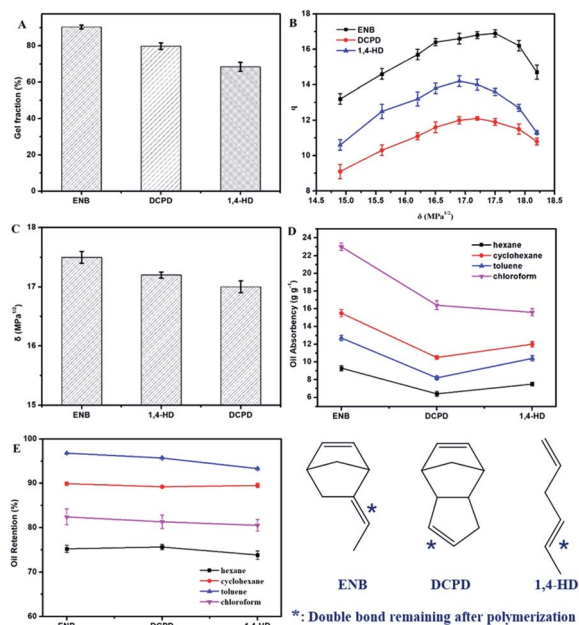 A
Gel fraction (%)
100
80
60
40
20
0
ENB
DCPD
1,4-HD
B
ENB
DCPD
1,4-HD
q
18
16
14
12
10
8
14.5 15.0 15.5 16.0 16.5 17.0 17.5 18.0
δ (MPa1/2)
C
δ (MPa1/2)
18
17
16
15
ENB
1,4-HD
DCPD
D
hexane
cyclohexane
toluene
chloroform
Oil Absorbency (g g-1)
24
22
20
18
16
14
12
10
8
6
ENB
DCPD
1,4-HD
E
Oil Retention (%)
100
90
80
70
60
hexane
cyclohexane
toluene
chloroform
ENB
DCPD
1,4-HD
*
*
*
ENB
DCPD
1,4-HD
*: Double bond remaining after polymerization